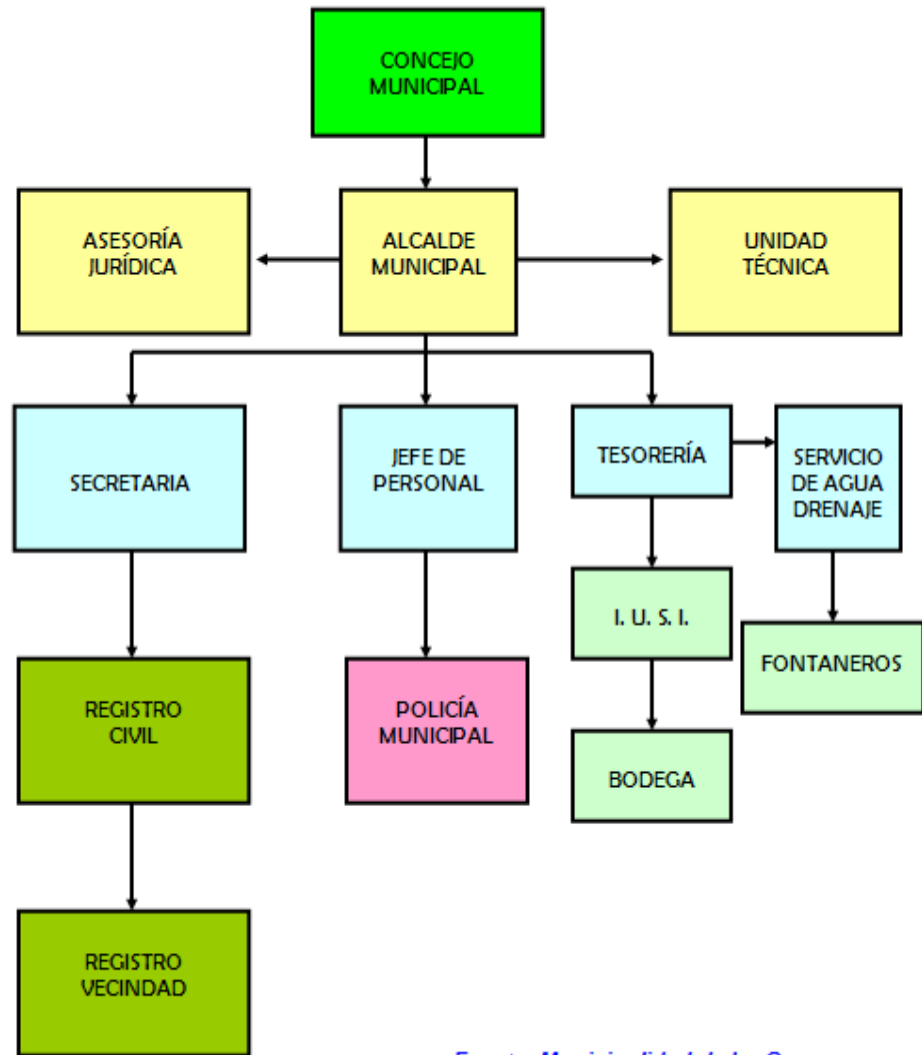 CONCEJO
MUNICIPAL
ASESORÍA
JURÍDICA
ALCALDE
MUNICIPAL
UNIDAD
TÉCNICA
SECRETARIA
JEFE DE
PERSONAL
TESORERÍA
SERVICIO
DE AGUA
DRENAJE
I. U. S. I.
FONTANEROS
REGISTRO
CIVIL
POLICÍA
MUNICIPAL
BODEGA
REGISTRO
VECINDAD